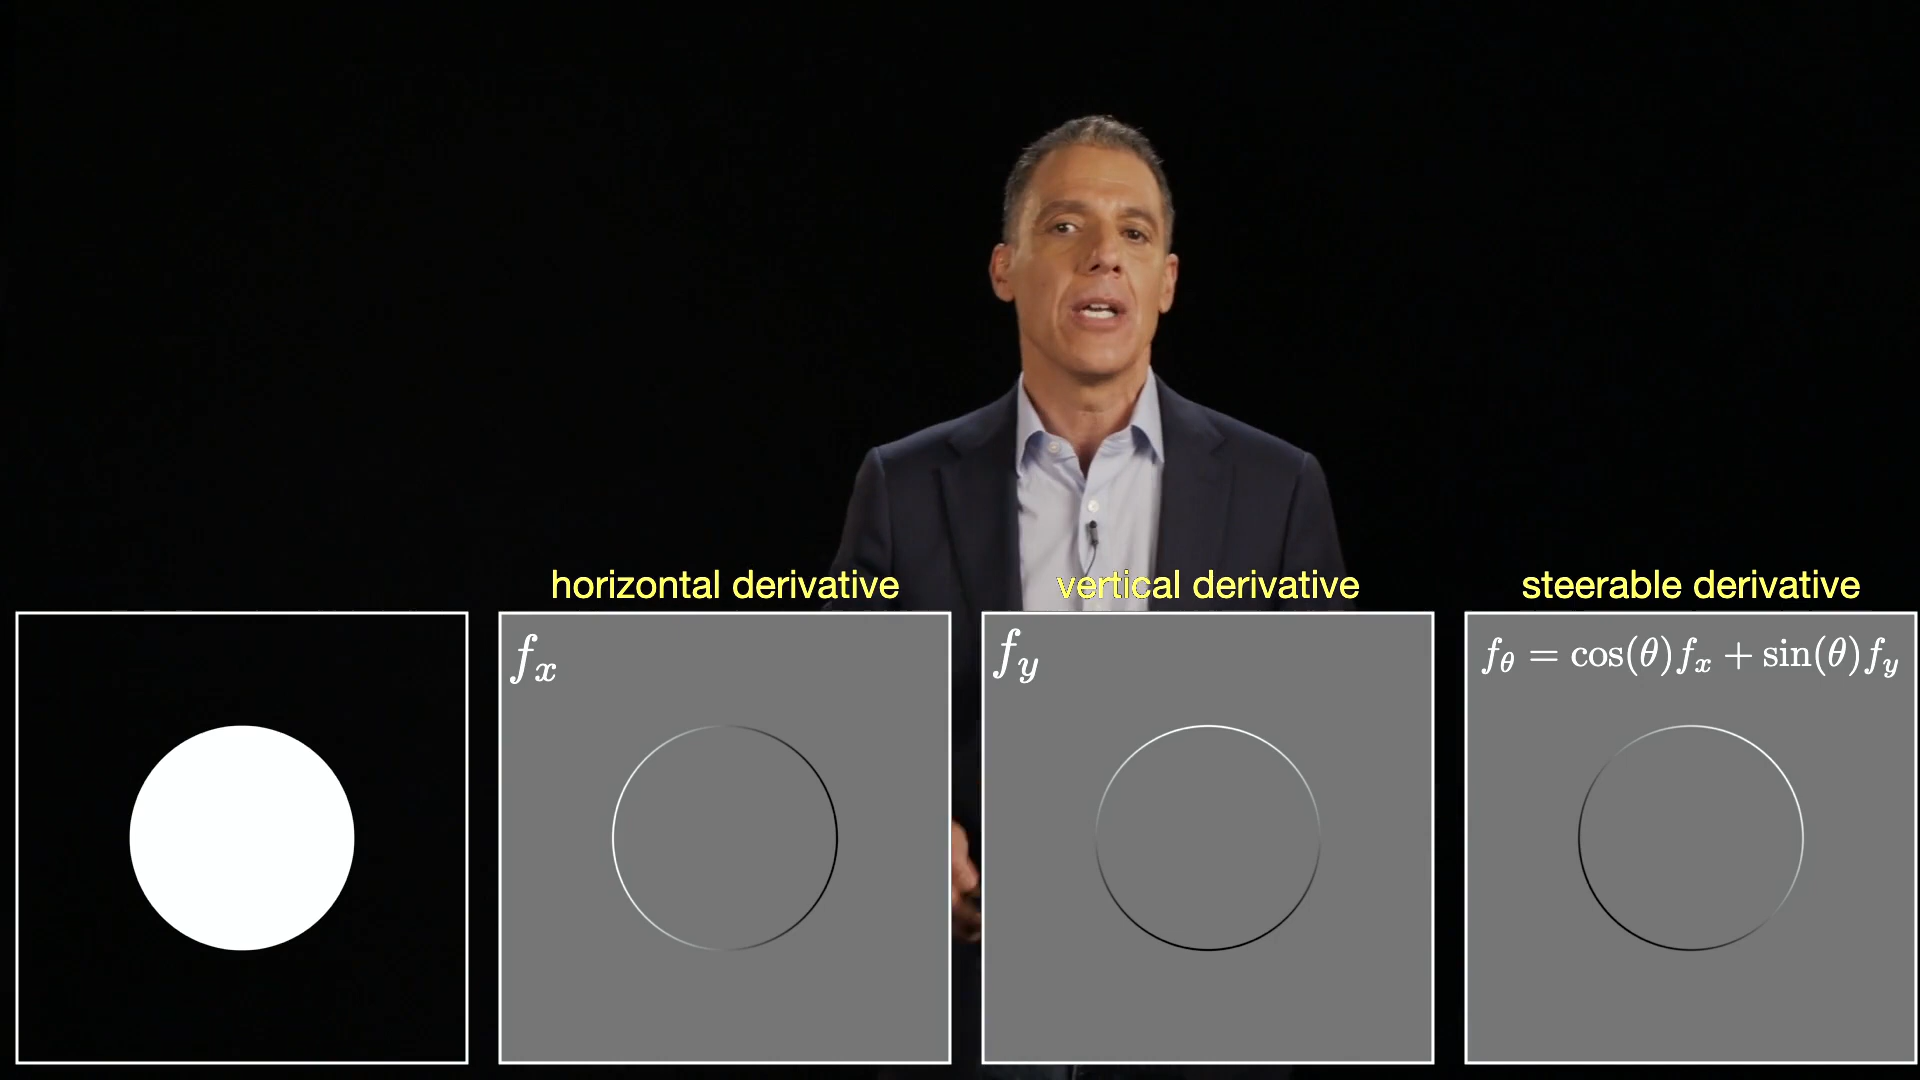 horizontal derivative
vertical derivative
steerable derivative
f_x
f_y
f_θ = cos(θ)f_x + sin(θ)f_y